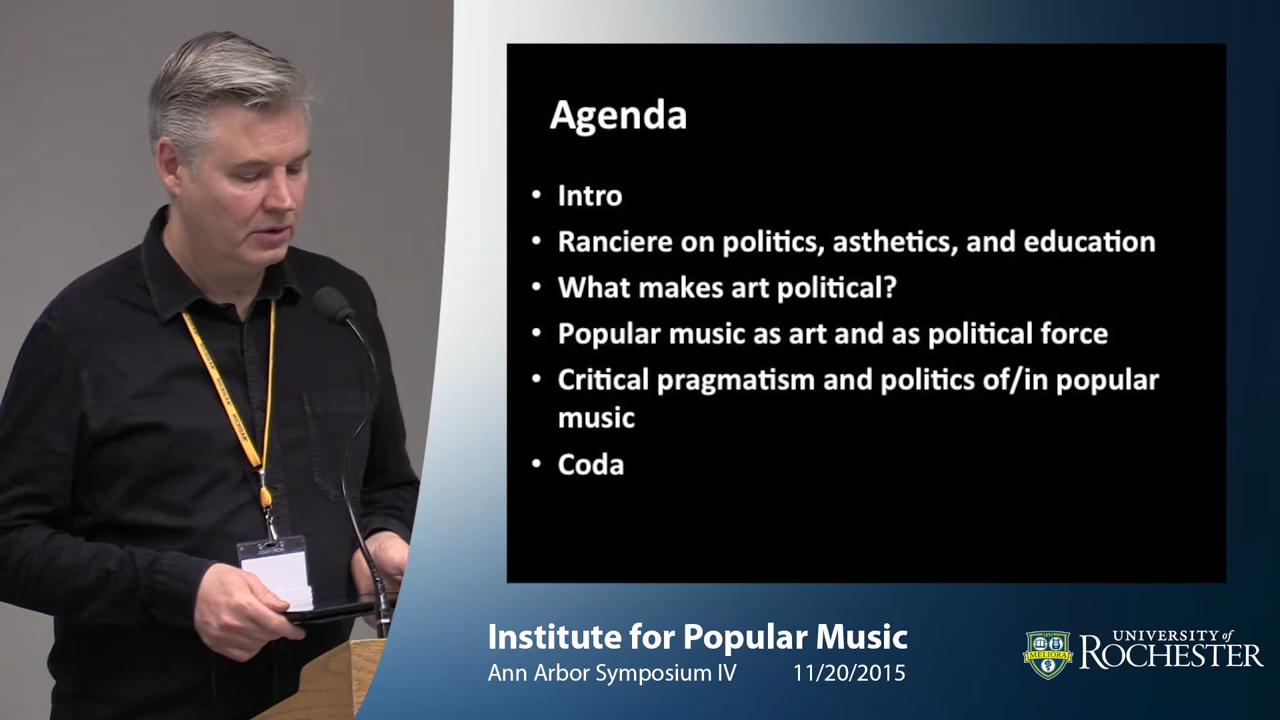 Agenda
• Intro
• Ranciere on politics, asthetics, and education
• What makes art political?
• Popular music as art and as political force
• Critical pragmatism and politics of/in popular
music
• Coda
Institute for Popular Music
Ann Arbor Symposium IV 11/20/2015
MELIORA
UNIVERSITY of
ROCHESTER